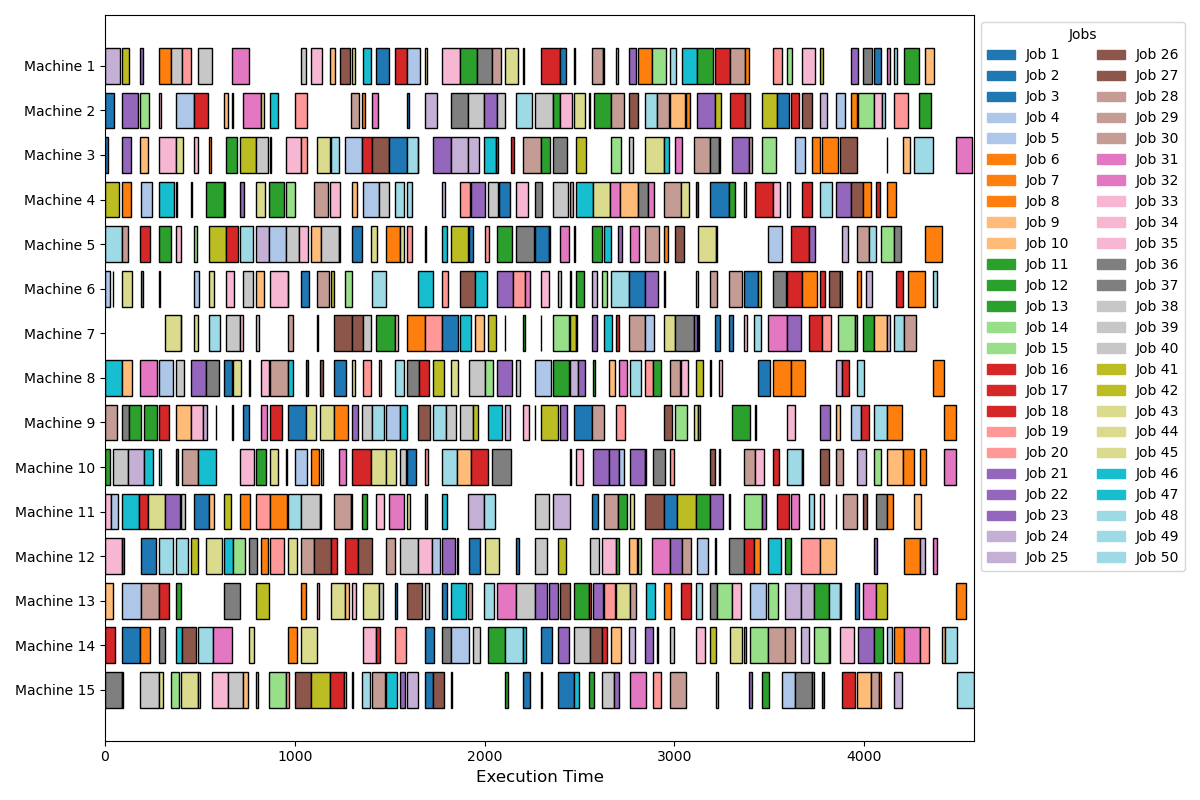 Machine 1
Machine 2
Machine 3
Machine 4
Machine 5
Machine 6
Machine 7
Machine 8
Machine 9
Machine 10
Machine 11
Machine 12
Machine 13
Machine 14
Machine 15
0 1000 2000 3000 4000
Execution Time
Jobs
Job 1
Job 2
Job 3
Job 4
Job 5
Job 6
Job 7
Job 8
Job 9
Job 10
Job 11
Job 12
Job 13
Job 14
Job 15
Job 16
Job 17
Job 18
Job 19
Job 20
Job 21
Job 22
Job 23
Job 24
Job 25
Job 26
Job 27
Job 28
Job 29
Job 30
Job 31
Job 32
Job 33
Job 34
Job 35
Job 36
Job 37
Job 38
Job 39
Job 40
Job 41
Job 42
Job 43
Job 44
Job 45
Job 46
Job 47
Job 48
Job 49
Job 50